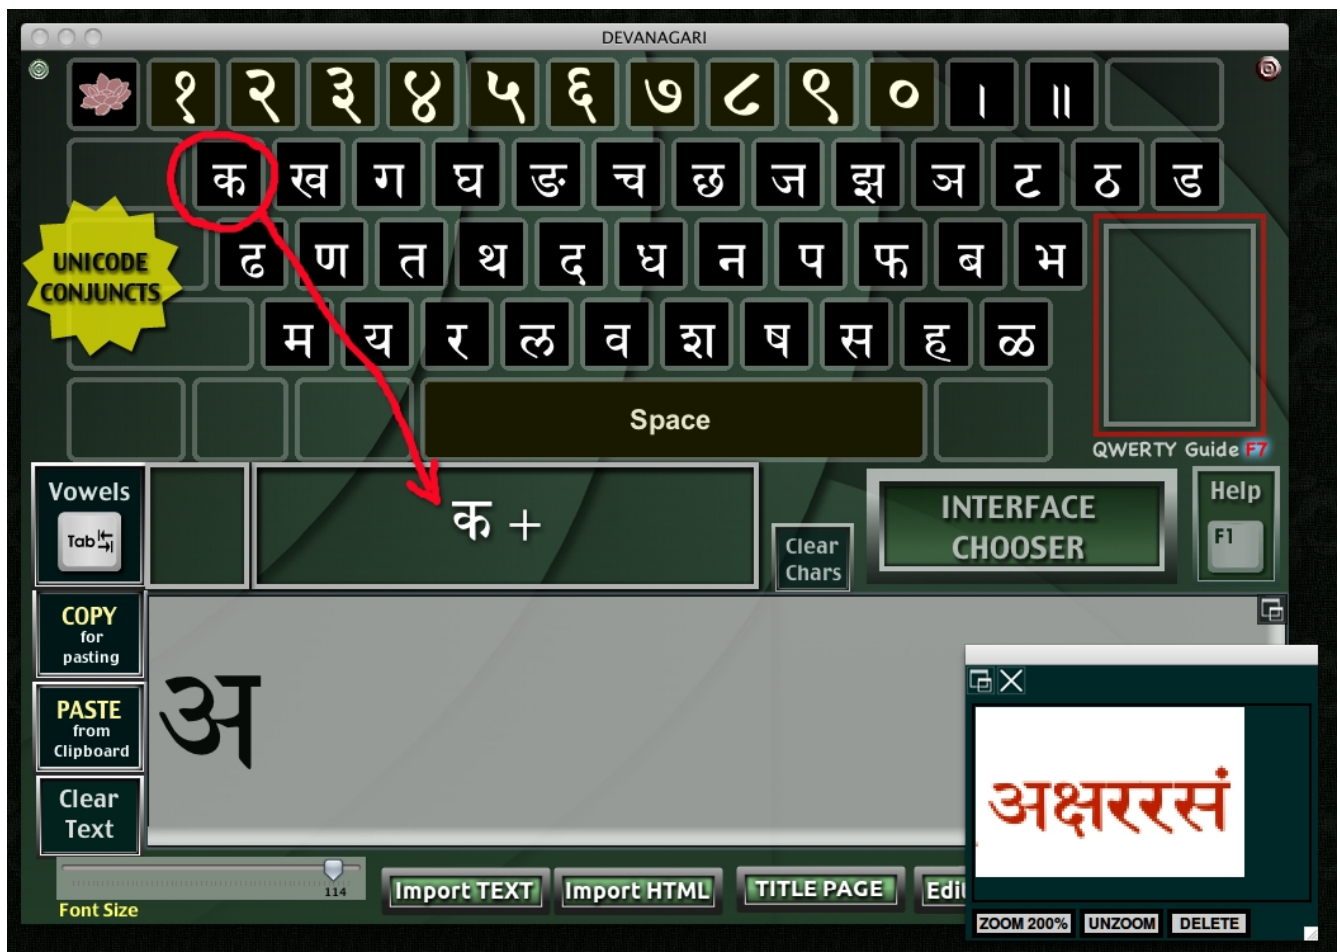 DEVANAGARI
१ २ ३ ४ ५ ६ ७ ८ ९ ० । ॥
क ख ग घ ङ च छ ज झ ञ ट ठ ड
ढ ण त थ द ध न प फ ब भ
UNICODE
CONJUNCTS
म य र ल व श ष स ह ळ
Space
QWERTY Guide F7
Vowels
Tab
क +
Clear
Chars
INTERFACE
CHOOSER
Help
F1
COPY
for
pasting
अ
PASTE
from
Clipboard
Clear
Text
अक्षररसं
114
Font Size
Import TEXT
Import HTML
TITLE PAGE
Edi
ZOOM 200%
UNZOOM
DELETE